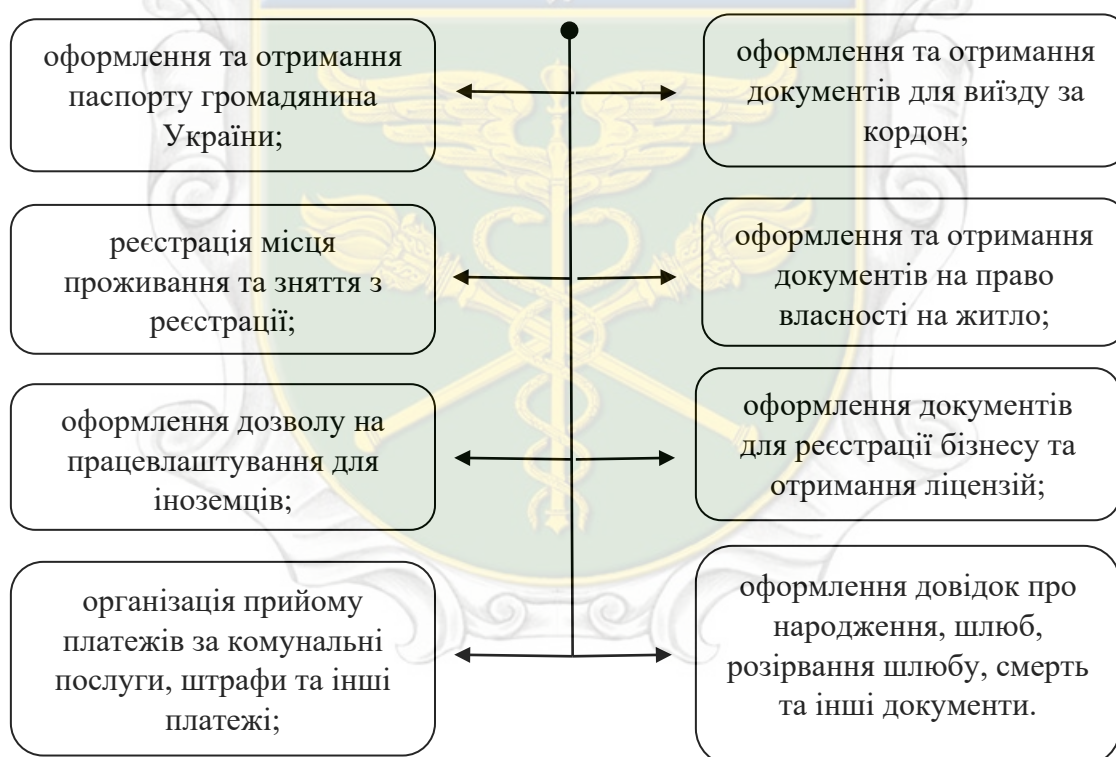 оформлення та отримання
паспорту громадянина
України;
оформлення та отримання
документів для виїзду за
кордон;
реєстрація місця
проживання та зняття з
реєстрації;
оформлення та отримання
документів на право
власності на житло;
оформлення дозволу на
працевлаштування для
іноземців;
оформлення документів
для реєстрації бізнесу та
отримання ліцензій;
організація прийому
платежів за комунальні
послуги, штрафи та інші
платежі;
оформлення довідок про
народження, шлюб,
розірвання шлюбу, смерть
та інші документи.